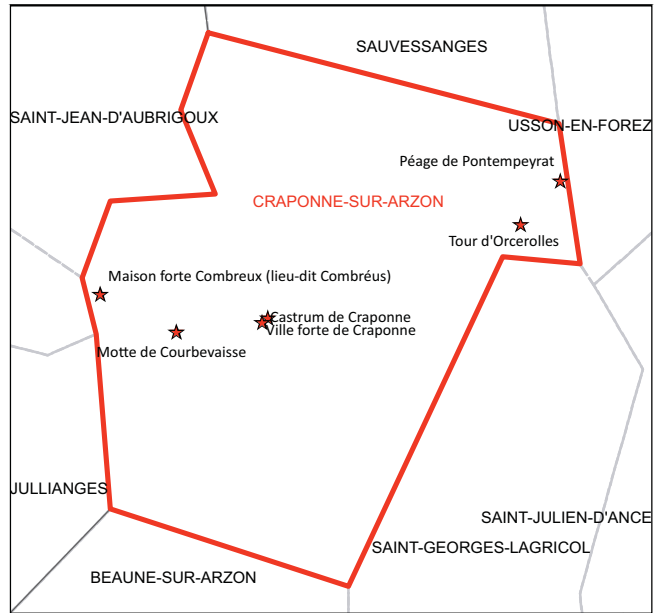 SAUVESSANGES
SAINT-JEAN-D'AUBRIGOUX
USSON-EN-FOREZ
Péage de Pontempeyrat
CRAPONNE-SUR-ARZON
Tour d'Orcerolles
Maison forte Combreux (lieu-dit Combréus)
Castrum de Craponne
Ville forte de Craponne
Motte de Courbevaisse
JULLIANGES
SAINT-JULIEN-D'ANCE
SAINT-GEORGES-LAGRICOL
BEAUNE-SUR-ARZON